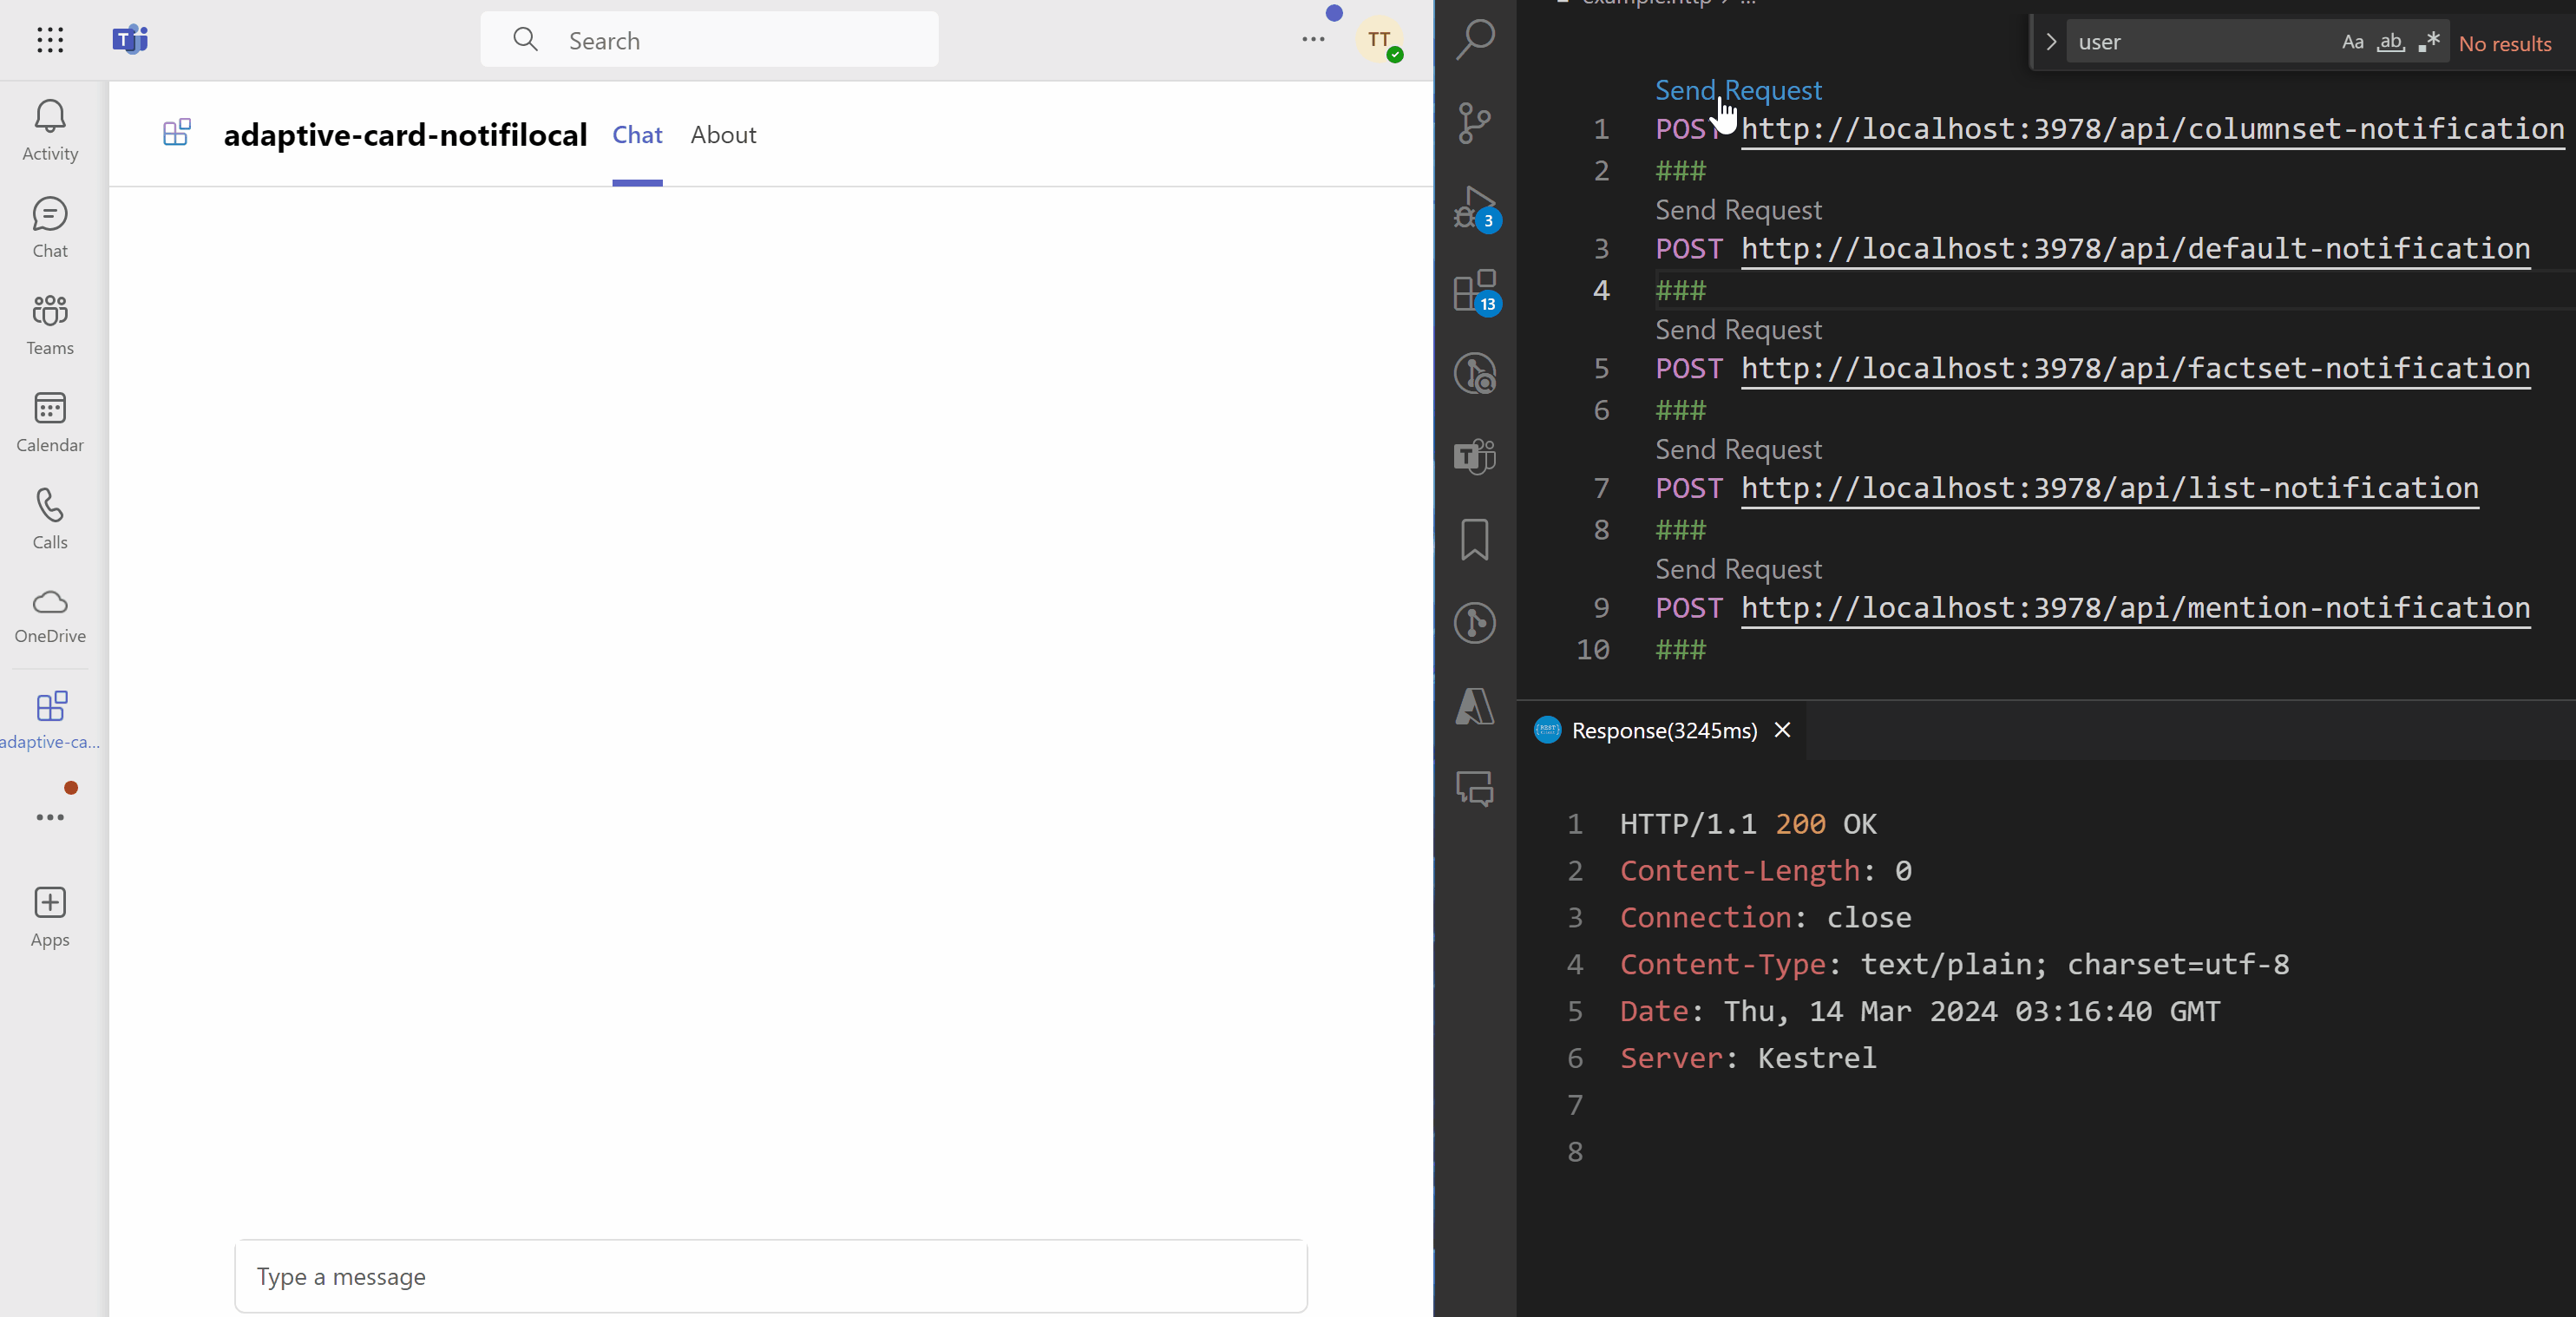 Search
TT
Activity
Chat
Teams
Calendar
Calls
OneDrive
adaptive-ca...
Apps
adaptive-card-notifilocal Chat About
Type a message
3
13
user Aa ab No results
Send Request
1 POST http://localhost:3978/api/columnset-notification
2 ###
Send Request
3 POST http://localhost:3978/api/default-notification
4 ###
Send Request
5 POST http://localhost:3978/api/factset-notification
6 ###
Send Request
7 POST http://localhost:3978/api/list-notification
8 ###
Send Request
9 POST http://localhost:3978/api/mention-notification
10 ###
Response(3245ms)
1 HTTP/1.1 200 OK
2 Content-Length: 0
3 Connection: close
4 Content-Type: text/plain; charset=utf-8
5 Date: Thu, 14 Mar 2024 03:16:40 GMT
6 Server: Kestrel
7
8